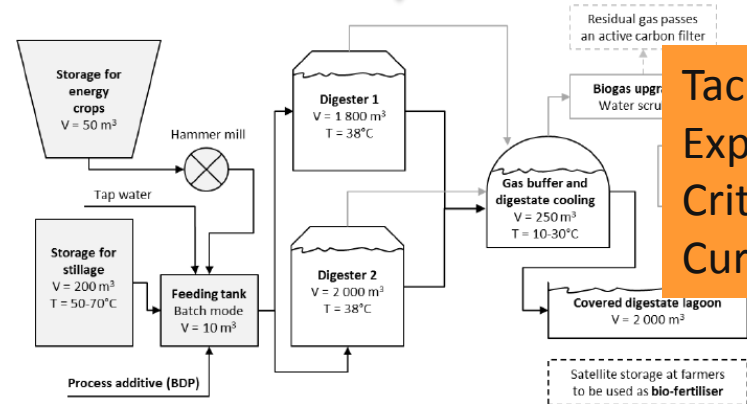 Residual gas passes
an active carbon filter
Storage for
energy
crops
V = 50 m³
Digester 1
V = 1 800 m³
T = 38°C
Biogas
Water
Hammer mill
Tap water
Gas buffer and
digestate cooling
V = 250 m³
T = 10-30°C
Storage for
stillage
V = 200 m³
T = 50-70°C
Feeding tank
Batch mode
V = 10 m³
Digester 2
V = 2 000 m³
T = 38°C
Covered digestate lagoon
V = 2 000 m³
Process additive (BDP)
Satellite storage at farmers
to be used as bio-fertiliser
Tac
Exp
Crit
Cur